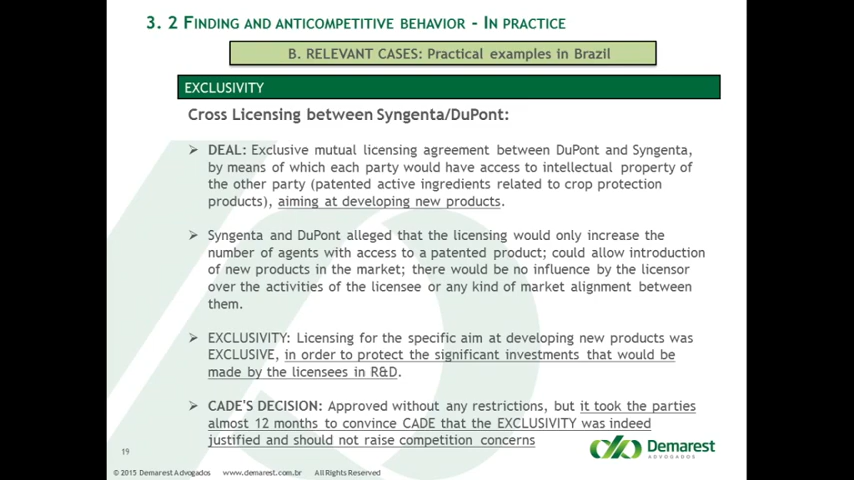 3. 2 FINDING AND ANTICOMPETITIVE BEHAVIOR - IN PRACTICE
B. RELEVANT CASES: Practical examples in Brazil
EXCLUSIVITY
Cross Licensing between Syngenta/DuPont:
➢ DEAL: Exclusive mutual licensing agreement between DuPont and Syngenta,
by means of which each party would have access to intellectual property of
the other party (patented active ingredients related to crop protection
products), aiming at developing new products.
➢ Syngenta and DuPont alleged that the licensing would only increase the
number of agents with access to a patented product; could allow introduction
of new products in the market; there would be no influence by the licensor
over the activities of the licensee or any kind of market alignment between
them.
➢ EXCLUSIVITY: Licensing for the specific aim at developing new products was
EXCLUSIVE, in order to protect the significant investments that would be
made by the licensees in R&D.
➢ CADE'S DECISION: Approved without any restrictions, but it took the parties
almost 12 months to convince CADE that the EXCLUSIVITY was indeed
justified and should not raise competition concerns
19
Demarest
ADVOGADOS
© 2015 Demarest Advogados www.demarest.com.br All Rights Reserved